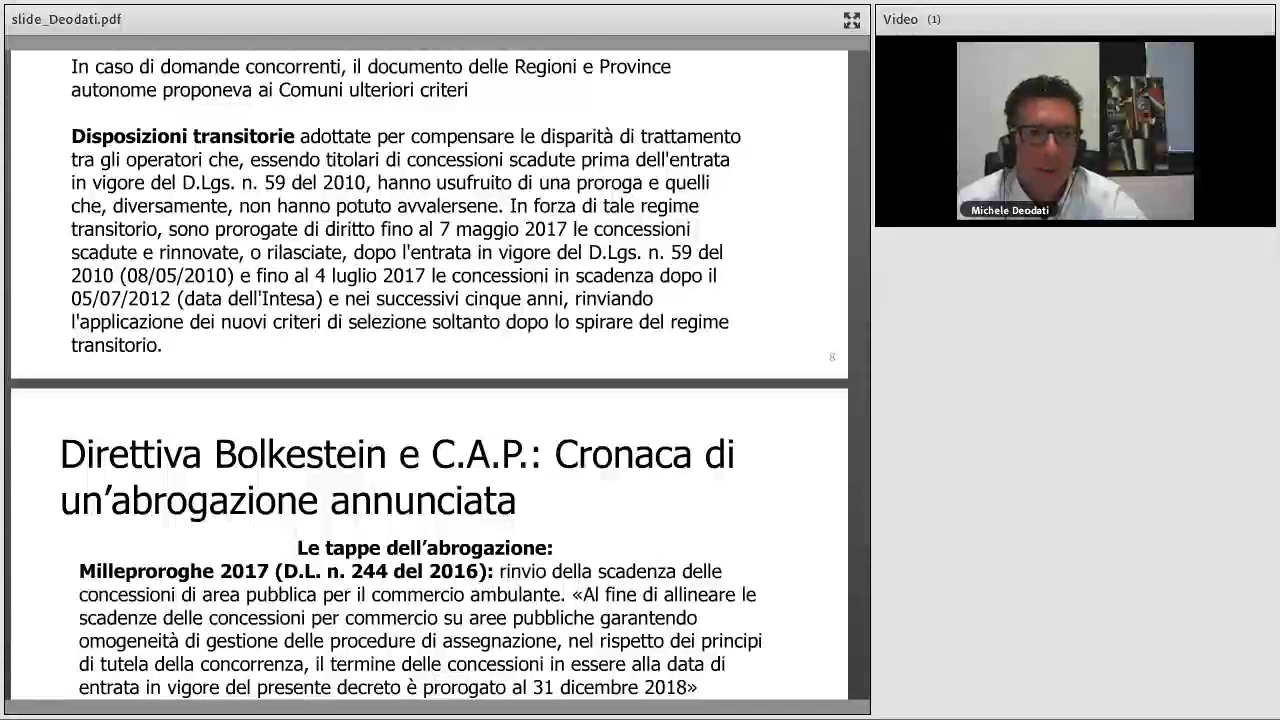 slide_Deodati.pdf
In caso di domande concorrenti, il documento delle Regioni e Province
autonome proponeva ai Comuni ulteriori criteri
Disposizioni transitorie adottate per compensare le disparità di trattamento
tra gli operatori che, essendo titolari di concessioni scadute prima dell'entrata
in vigore del D.Lgs. n. 59 del 2010, hanno usufruito di una proroga e quelli
che, diversamente, non hanno potuto avvalersene. In forza di tale regime
transitorio, sono prorogate di diritto fino al 7 maggio 2017 le concessioni
scadute e rinnovate, o rilasciate, dopo l'entrata in vigore del D.Lgs. n. 59 del
2010 (08/05/2010) e fino al 4 luglio 2017 le concessioni in scadenza dopo il
05/07/2012 (data dell'Intesa) e nei successivi cinque anni, rinviando
l'applicazione dei nuovi criteri di selezione soltanto dopo lo spirare del regime
transitorio.
8
Direttiva Bolkestein e C.A.P.: Cronaca di
un’abrogazione annunciata
Le tappe dell’abrogazione:
Milleproroghe 2017 (D.L. n. 244 del 2016): rinvio della scadenza delle
concessioni di area pubblica per il commercio ambulante. «Al fine di allineare le
scadenze delle concessioni per commercio su aree pubbliche garantendo
omogeneità di gestione delle procedure di assegnazione, nel rispetto dei principi
di tutela della concorrenza, il termine delle concessioni in essere alla data di
entrata in vigore del presente decreto è prorogato al 31 dicembre 2018»
Video (1)
Michele Deodati